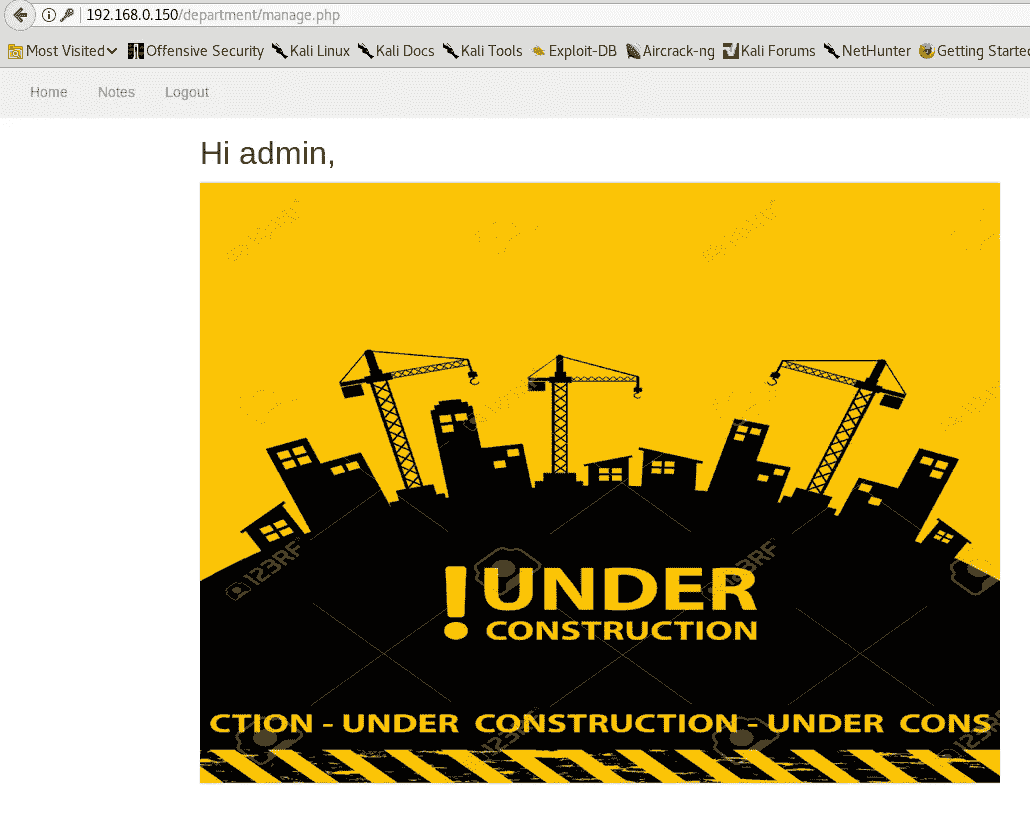 192.168.0.150/department/manage.php
Most Visited Offensive Security Kali Linux Kali Docs Kali Tools Exploit-DB Aircrack-ng Kali Forums NetHunter Getting Starte
Home Notes Logout
Hi admin,
!UNDER
CONSTRUCTION
CTION - UNDER CONSTRUCTION - UNDER CONS
123RF
123RF